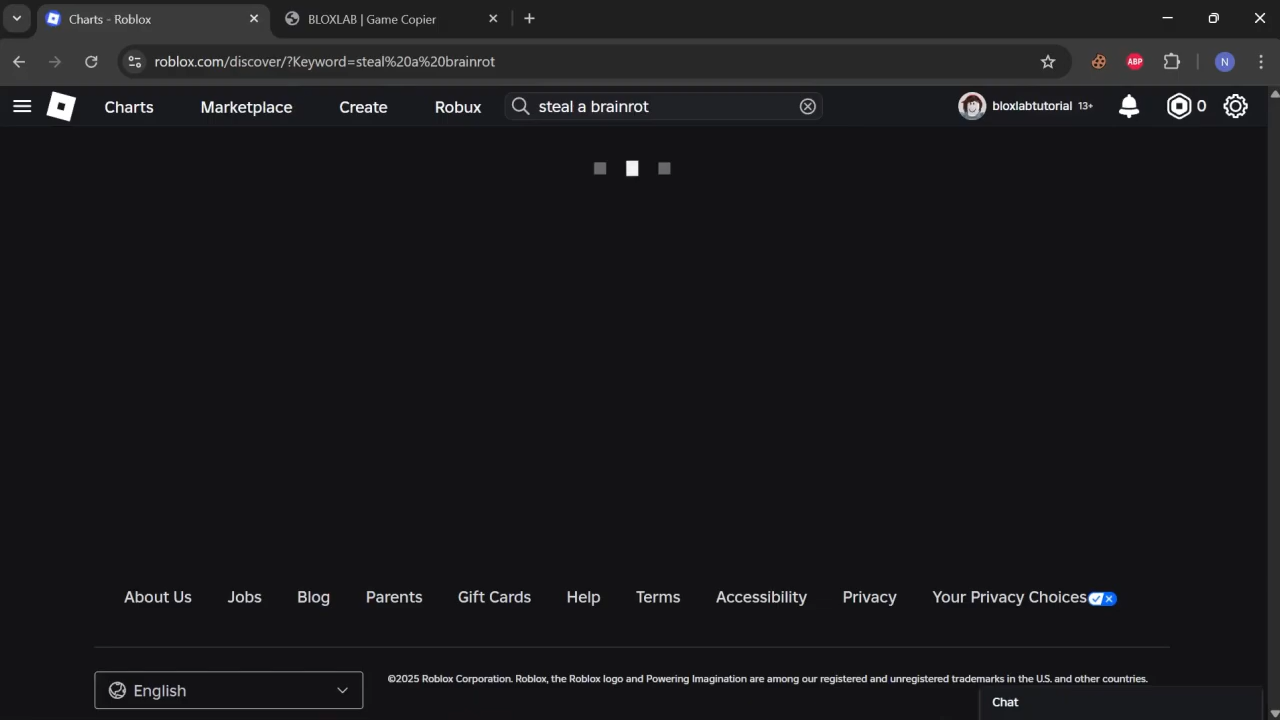 Charts - Roblox
BLOXLAB | Game Copier
roblox.com/discover/?Keyword=steal%20a%20brainrot
ABP
N
Charts
Marketplace
Create
Robux
steal a brainrot
bloxlabtutorial 13+
0
About Us
Jobs
Blog
Parents
Gift Cards
Help
Terms
Accessibility
Privacy
Your Privacy Choices
English
©2025 Roblox Corporation. Roblox, the Roblox logo and Powering Imagination are among our registered and unregistered trademarks in the U.S. and other countries.
Chat